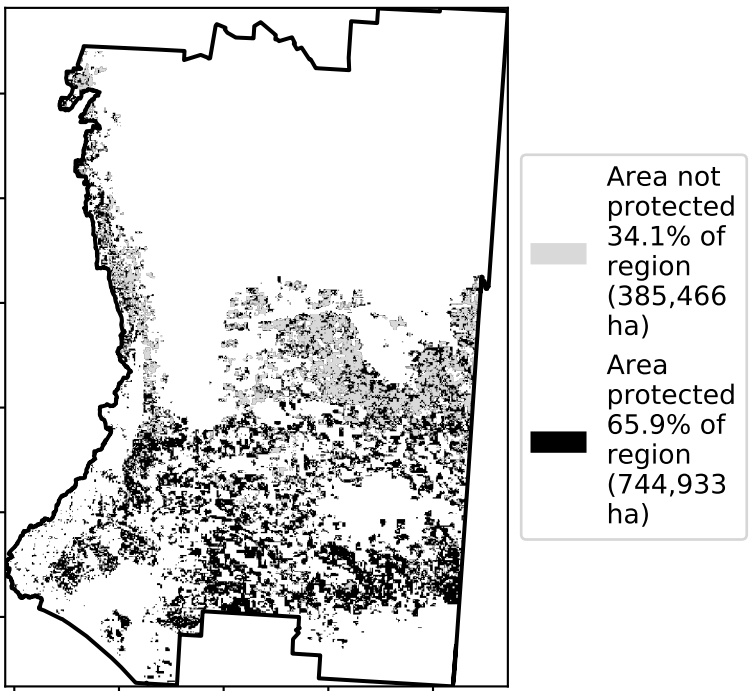 Area not
protected
34.1% of
region
(385,466
ha)
Area
protected
65.9% of
region
(744,933
ha)